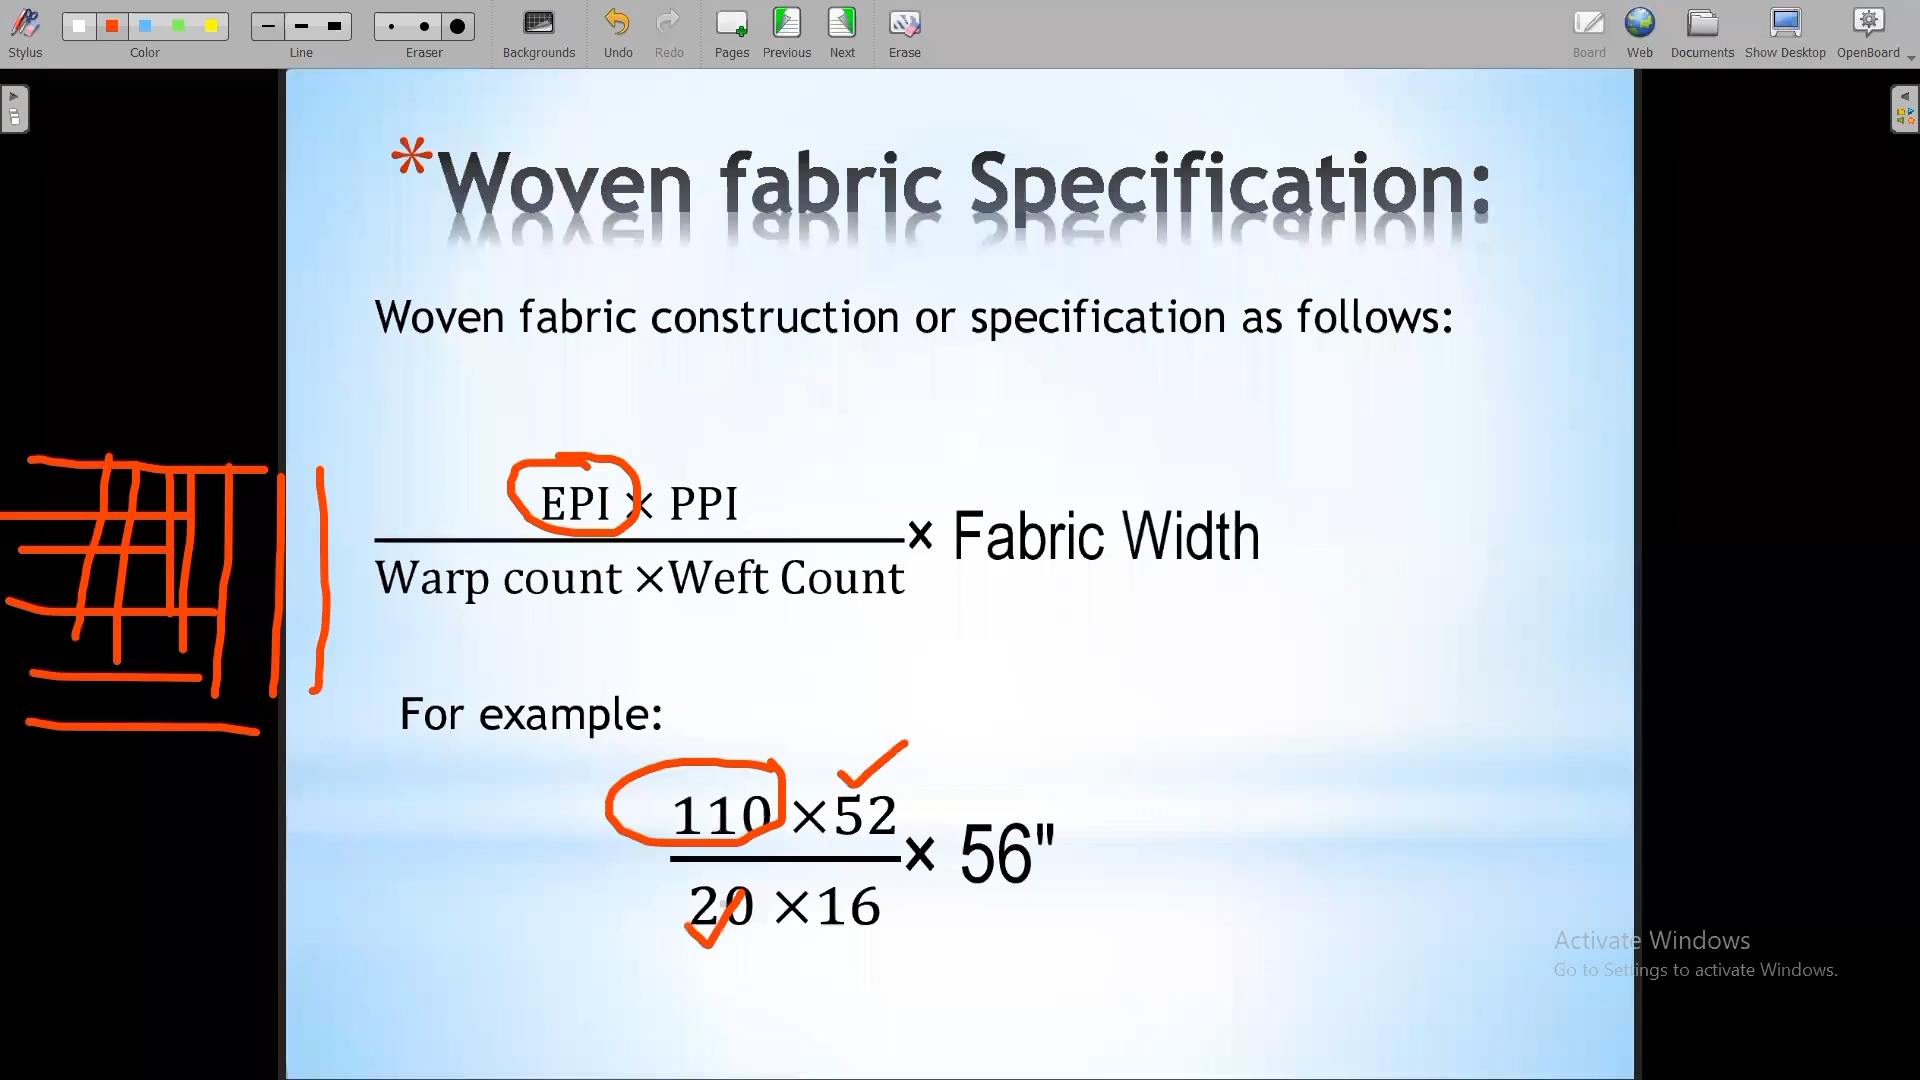 Stylus Color Line Eraser Backgrounds Undo Redo Pages Previous Next Erase Board Web Documents Show Desktop OpenBoard
*Woven fabric Specification:
Woven fabric construction or specification as follows:
EPI × PPI
Warp count ×Weft Count
× Fabric Width
For example:
110 ×52
20 ×16
× 56"
Activate Windows
Go to Settings to activate Windows.